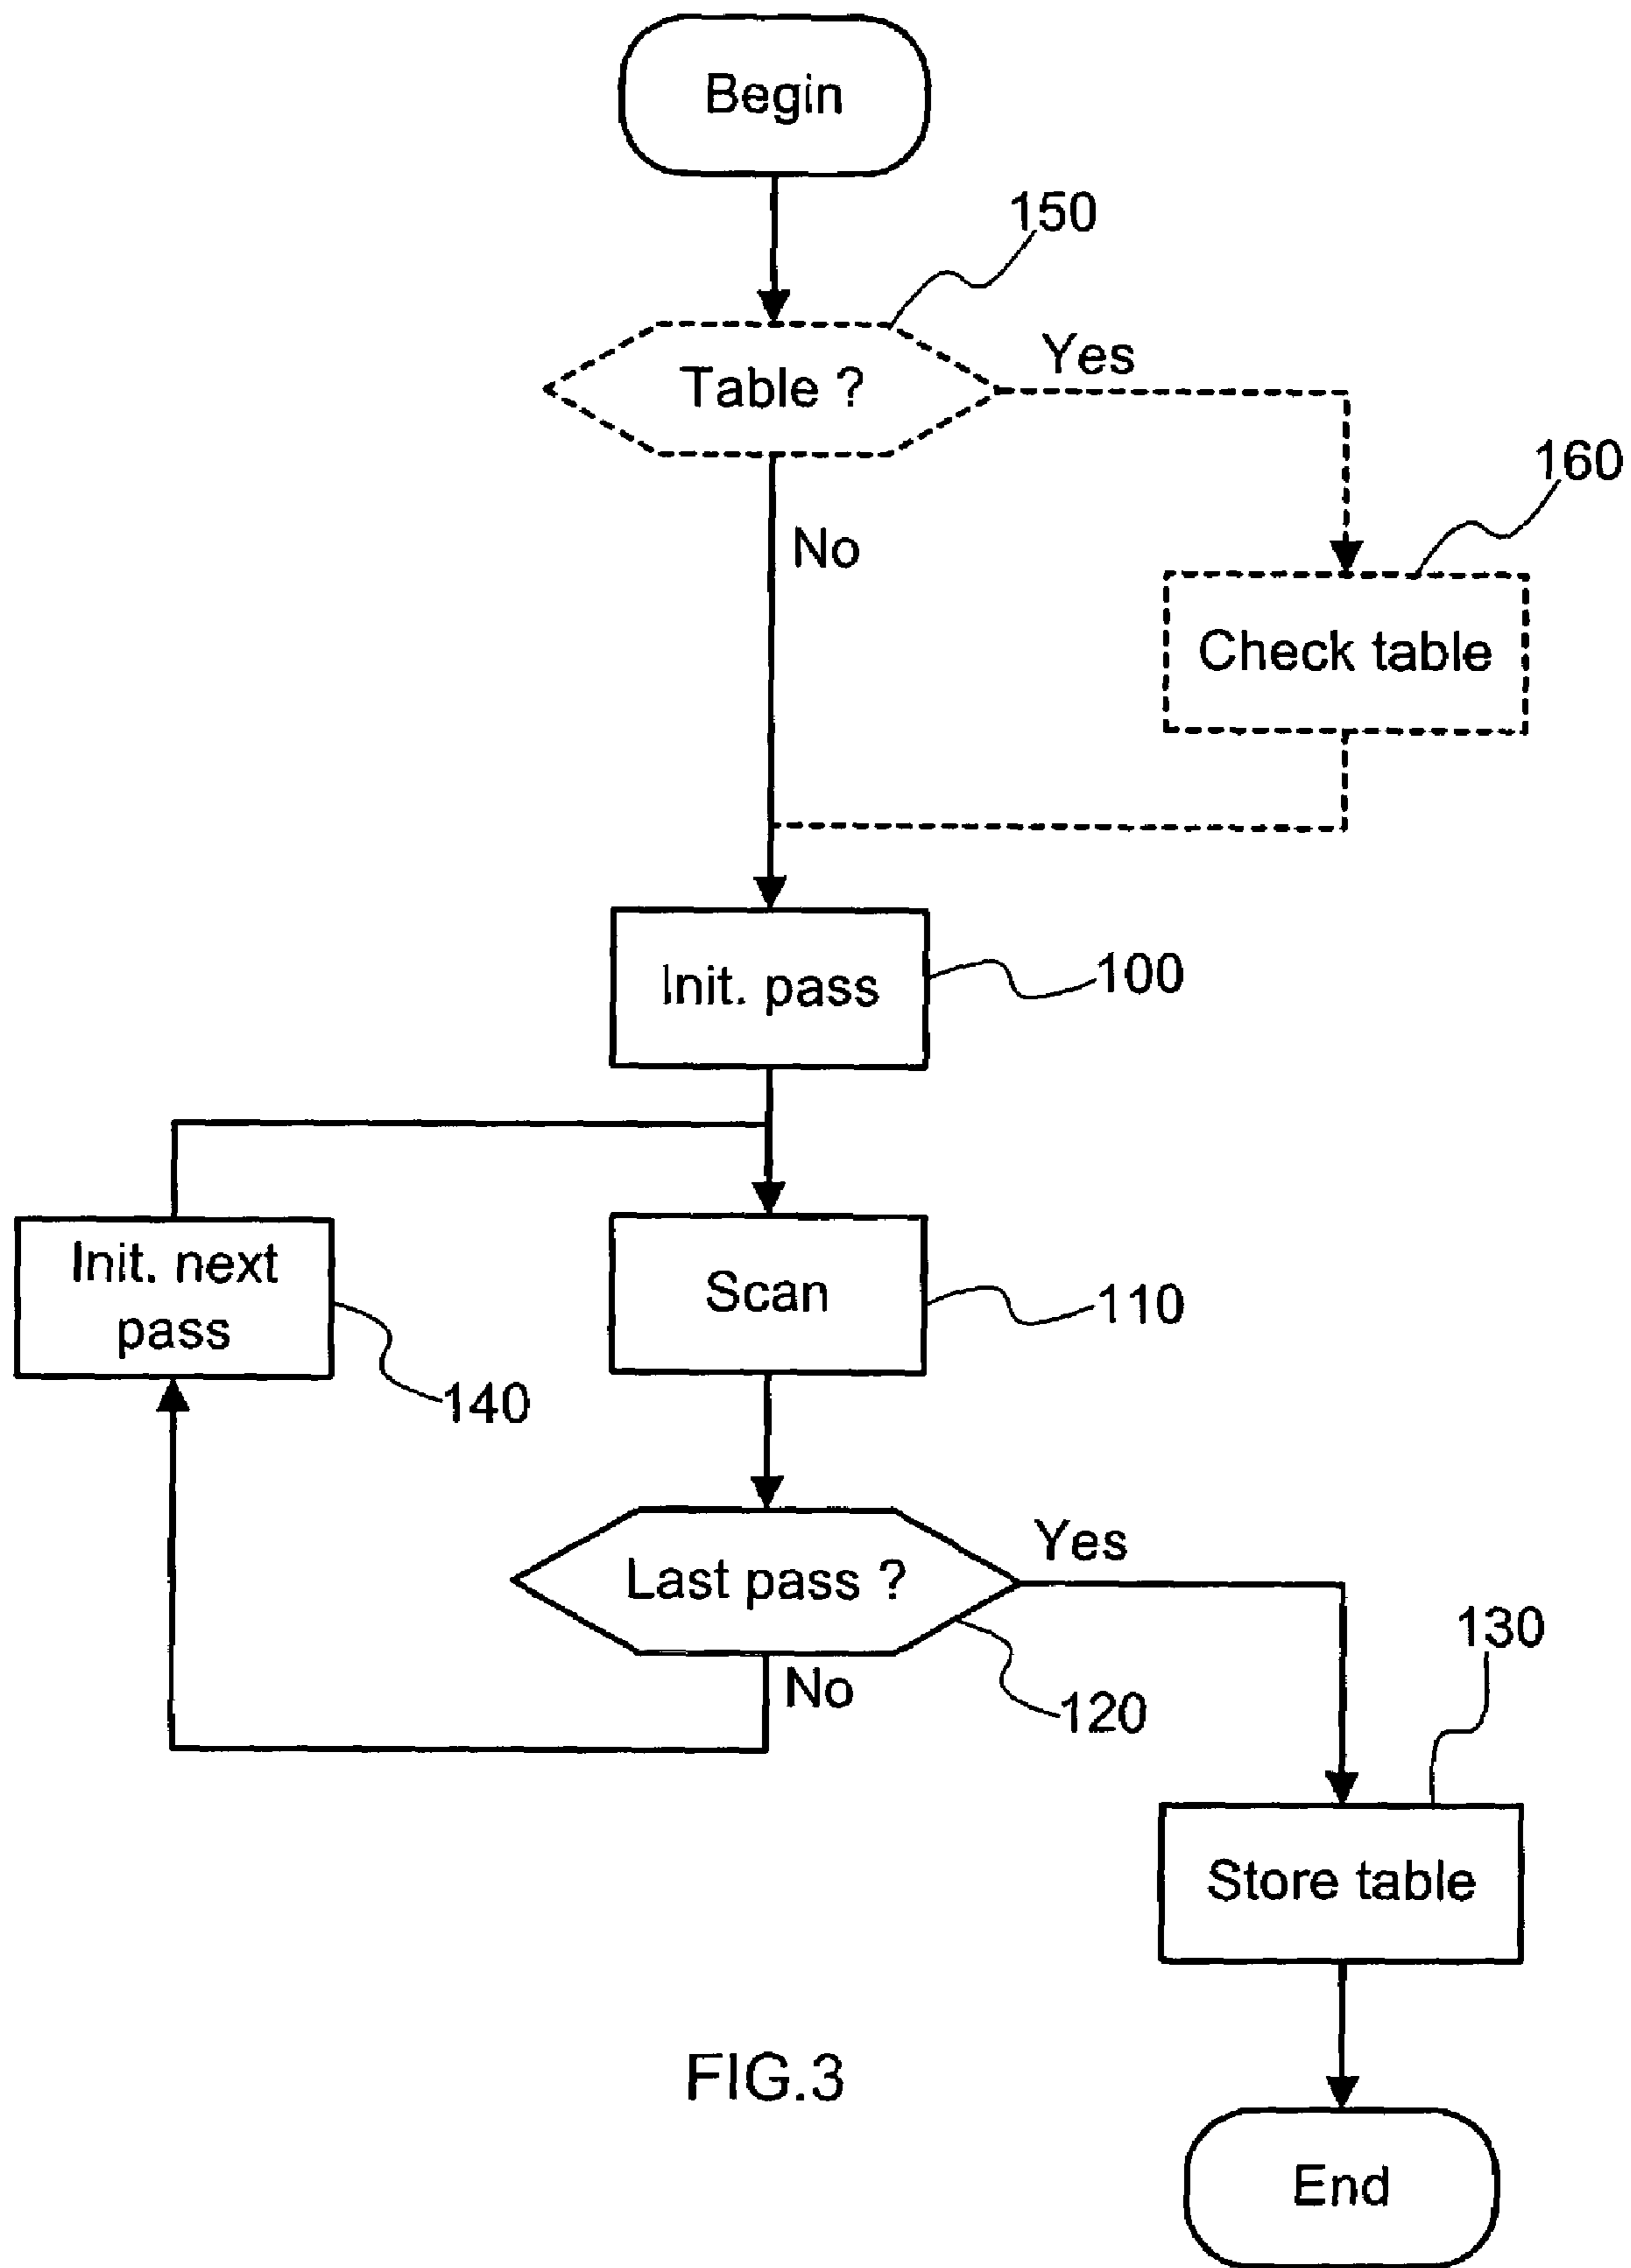 Begin
150
Table ?
Yes
160
No
Check table
Init. pass
100
Init. next
pass
Scan
110
140
Last pass ?
Yes
No
120
130
Store table
FIG.3
End